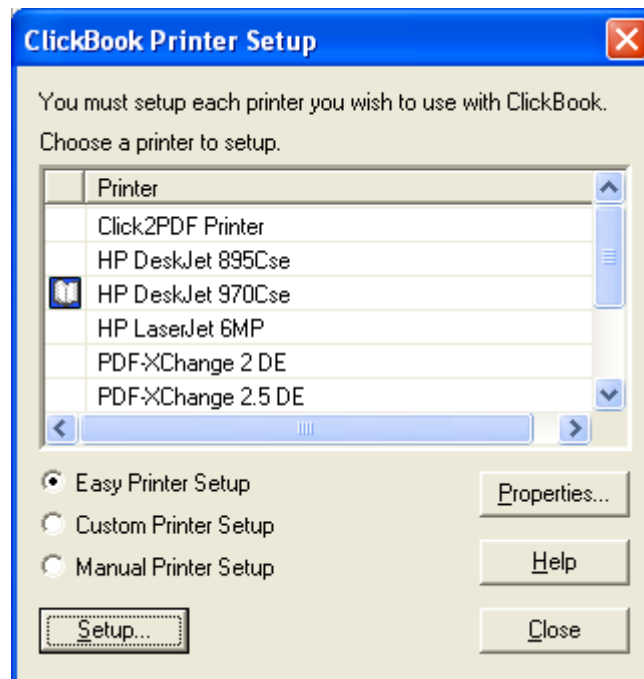 ClickBook Printer Setup
You must setup each printer you wish to use with ClickBook.
Choose a printer to setup.
Printer
Click2PDF Printer
HP DeskJet 895Cse
HP DeskJet 970Cse
HP LaserJet 6MP
PDF-XChange 2 DE
PDF-XChange 2.5 DE
Easy Printer Setup
Properties...
Custom Printer Setup
Manual Printer Setup
Help
Setup...
Close